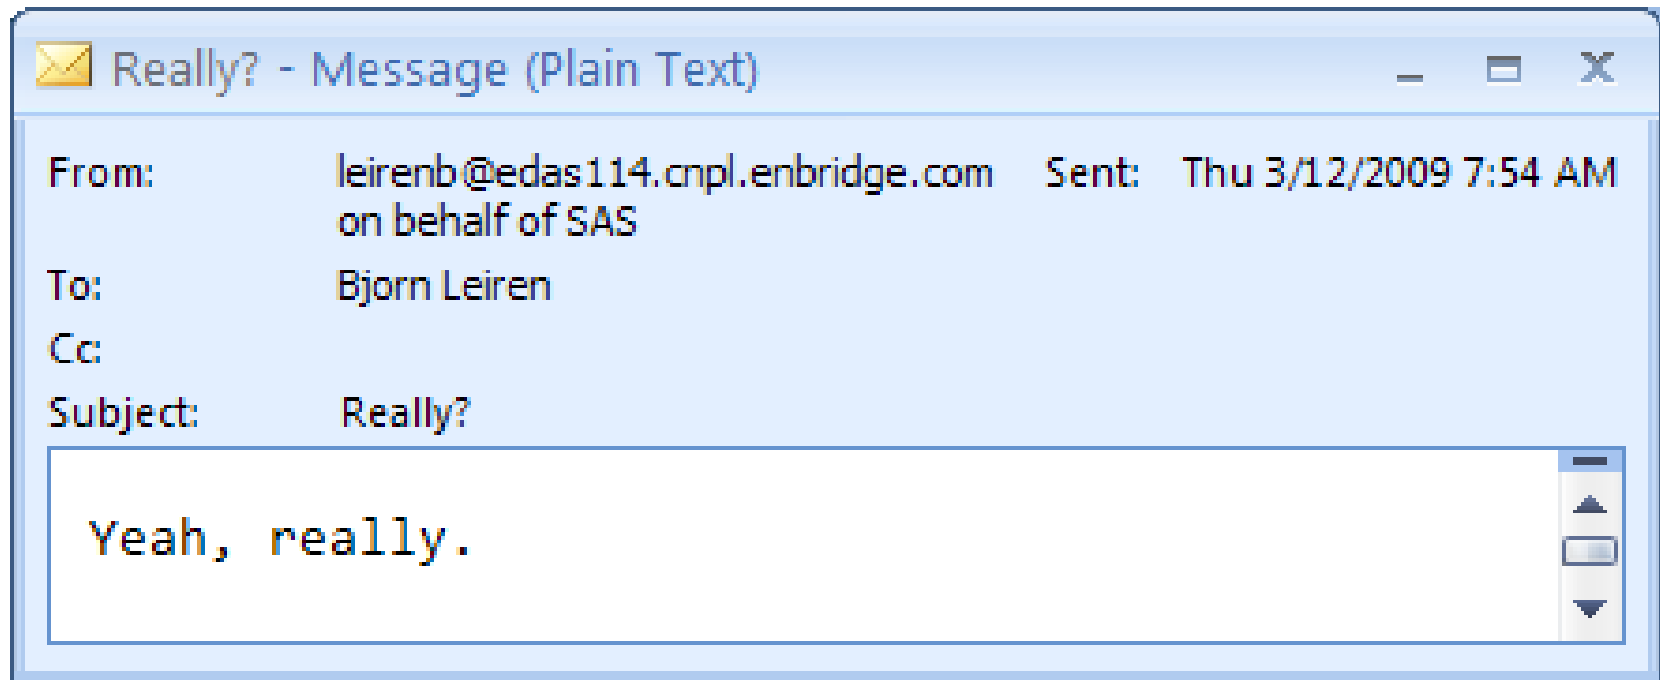 Really? - Message (Plain Text)
From: leirenb@edas114.cnpl.enbridge.com Sent: Thu 3/12/2009 7:54 AM
on behalf of SAS
To: Bjorn Leiren
Cc:
Subject: Really?
Yeah, really.